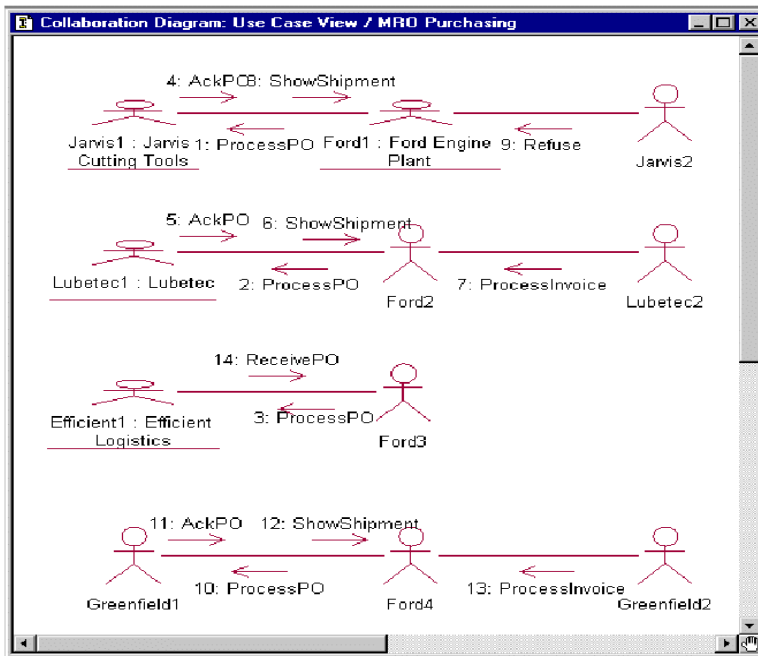 Collaboration Diagram: Use Case View / MRO Purchasing
4: AckPO 8: ShowShipment
Jarvis1 : Jarvis Cutting Tools
1: ProcessPO
Ford1 : Ford Engine Plant
9: Refuse
Jarvis2
5: AckPO
6: ShowShipment
Lubetec1 : Lubetec
2: ProcessPO
Ford2
7: ProcessInvoice
Lubetec2
14: ReceivePO
Efficient1 : Efficient Logistics
3: ProcessPO
Ford3
11: AckPO
12: ShowShipment
Greenfield1
10: ProcessPO
Ford4
13: ProcessInvoice
Greenfield2